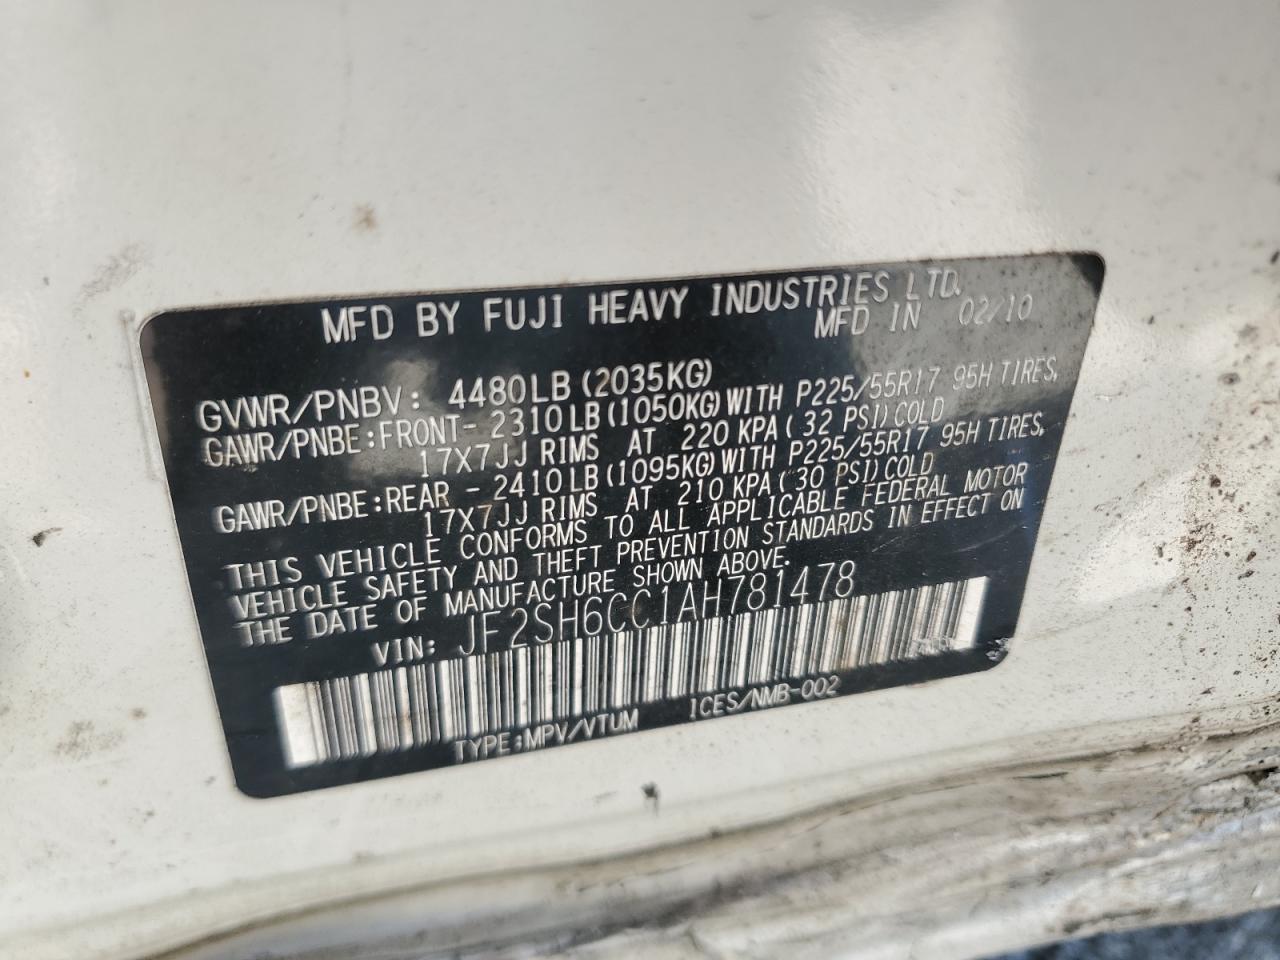 MFD BY FUJI HEAVY INDUSTRIES LTD.
MFD IN 02/10
GVWR/PNBV: 4480LB (2035KG)
GAWR/PNBE:FRONT- 2310LB (1050KG) WITH P225/55R17 95H TIRES,
17X7JJ RIMS AT 220 KPA ( 32 PSI) COLD
GAWR/PNBE:REAR - 2410LB (1095KG) WITH P225/55R17 95H TIRES,
17X7JJ RIMS AT 210 KPA ( 30 PSI) COLD
THIS VEHICLE CONFORMS TO ALL APPLICABLE FEDERAL MOTOR
VEHICLE SAFETY AND THEFT PREVENTION STANDARDS IN EFFECT ON
THE DATE OF MANUFACTURE SHOWN ABOVE.
VIN: JF2SH6CC1AH781478
TYPE:MPV/VTUM ICES/NMB-002